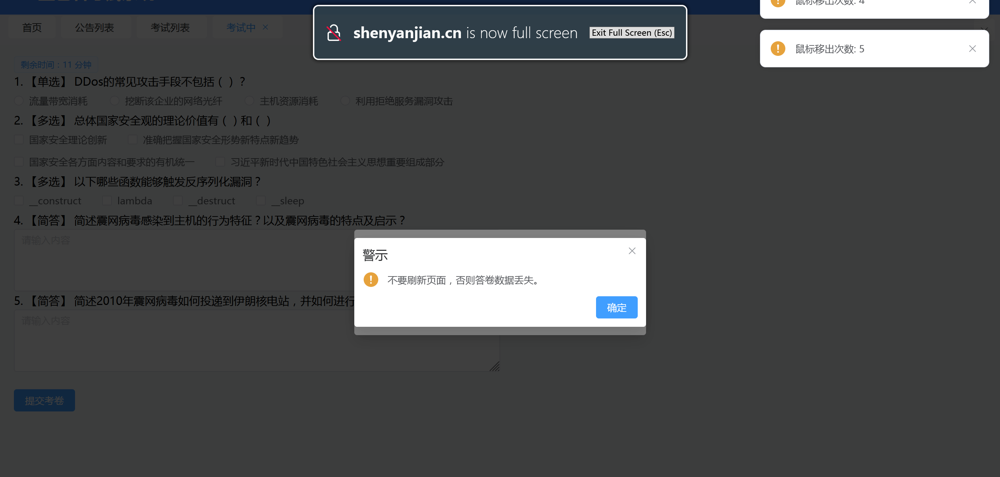 首页 公告列表 考试列表 考试中
shenyanjian.cn is now full screen Exit Full Screen (Esc)
鼠标移出次数: 4
鼠标移出次数: 5
剩余时间：11 分钟
1. 【单选】 DDos的常见攻击手段不包括（ ）？
流量带宽消耗 挖断该企业的网络光纤 主机资源消耗 利用拒绝服务漏洞攻击
2. 【多选】 总体国家安全观的理论价值有（ ）和（ ）
国家安全理论创新 准确把握国家安全形势新特点新趋势
国家安全各方面内容和要求的有机统一 习近平新时代中国特色社会主义思想重要组成部分
3. 【多选】 以下哪些函数能够触发反序列化漏洞？
__construct lambda __destruct __sleep
4. 【简答】 简述震网病毒感染到主机的行为特征？以及震网病毒的特点及启示？
请输入内容
警示
不要刷新页面，否则答卷数据丢失。
确定
5. 【简答】 简述2010年震网病毒如何投递到伊朗核电站，并如何进行
请输入内容
提交考卷